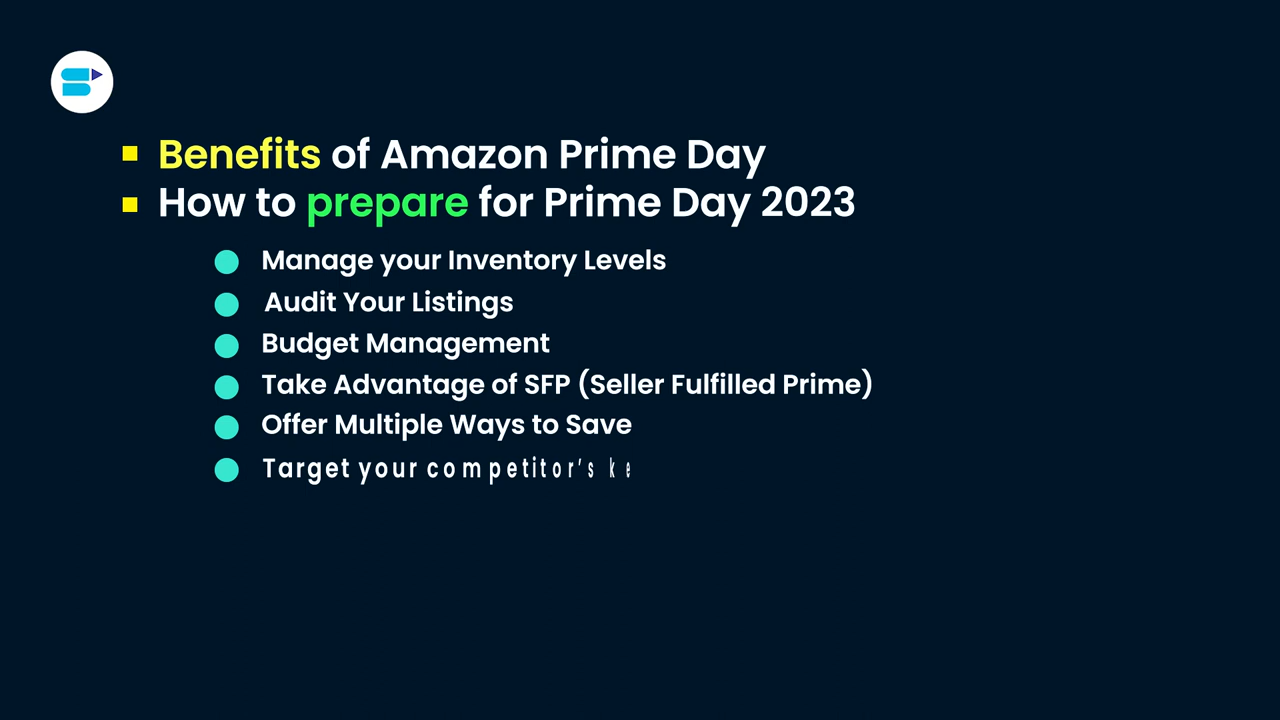 Benefits of Amazon Prime Day
How to prepare for Prime Day 2023
Manage your Inventory Levels
Audit Your Listings
Budget Management
Take Advantage of SFP (Seller Fulfilled Prime)
Offer Multiple Ways to Save
Target your competitor's ke